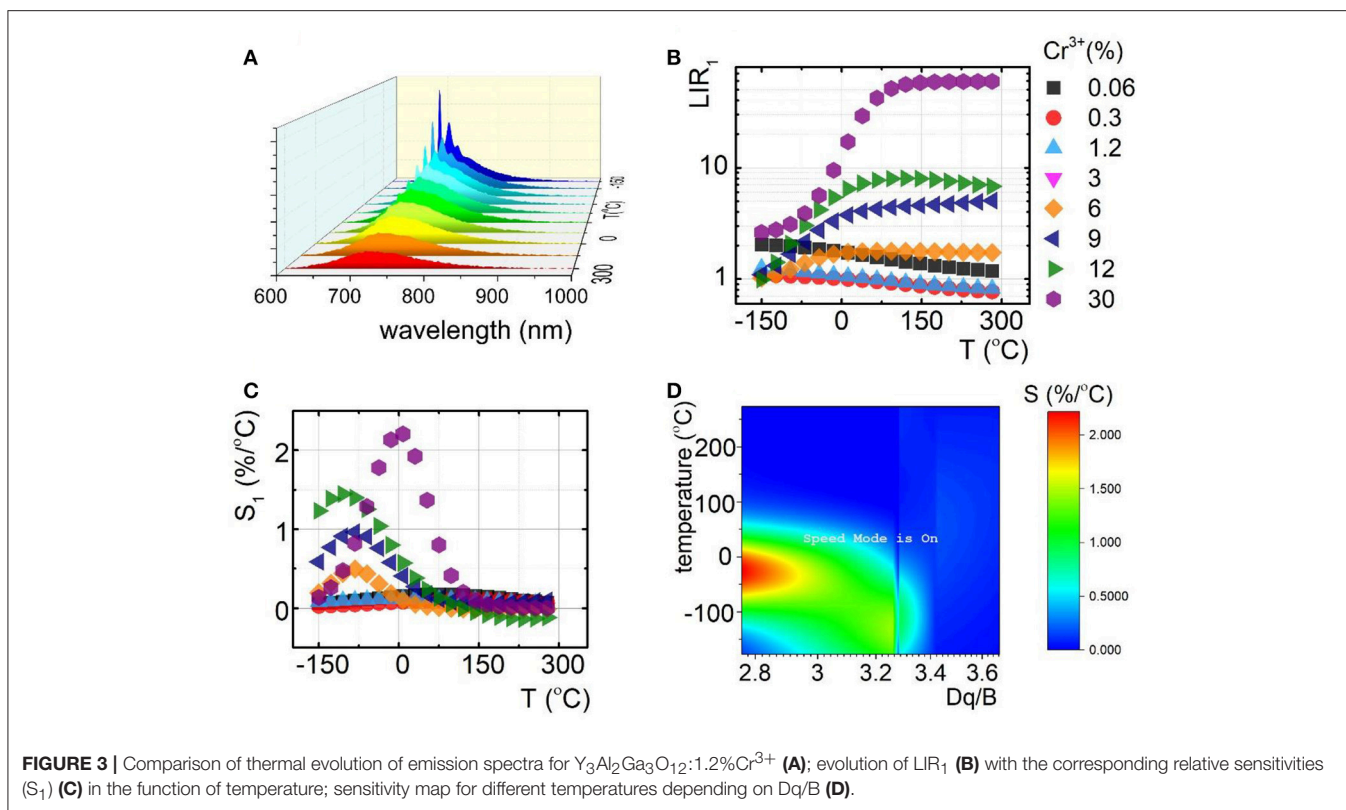 A
-150
T(°C)
0
300
600 700 800 900 1000
wavelength (nm)
B
LIR₁
10
1
-150 0 150 300
T (°C)
Cr³⁺(%)
0.06
0.3
1.2
3
6
9
12
30
C
S₁ (%/°C)
2
1
0
-150 0 150 300
T (°C)
D
temperature (°C)
200
100
0
-100
Speed Mode is On
2.8 3 3.2 3.4 3.6
Dq/B
S (%/°C)
2.000
1.500
1.000
0.5000
0.000
FIGURE 3 | Comparison of thermal evolution of emission spectra for Y₃Al₂Ga₃O₁₂:1.2%Cr³⁺ (A); evolution of LIR₁ (B) with the corresponding relative sensitivities
(S₁) (C) in the function of temperature; sensitivity map for different temperatures depending on Dq/B (D).